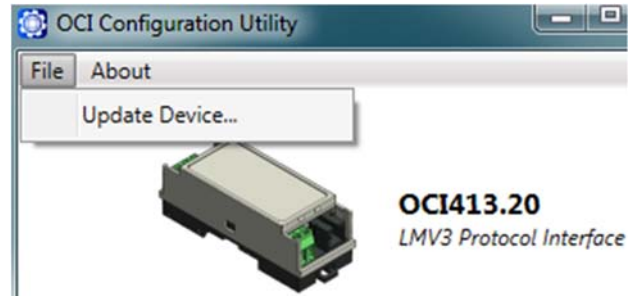 OCI Configuration Utility
File About
Update Device...
OCI413.20
LMV3 Protocol Interface